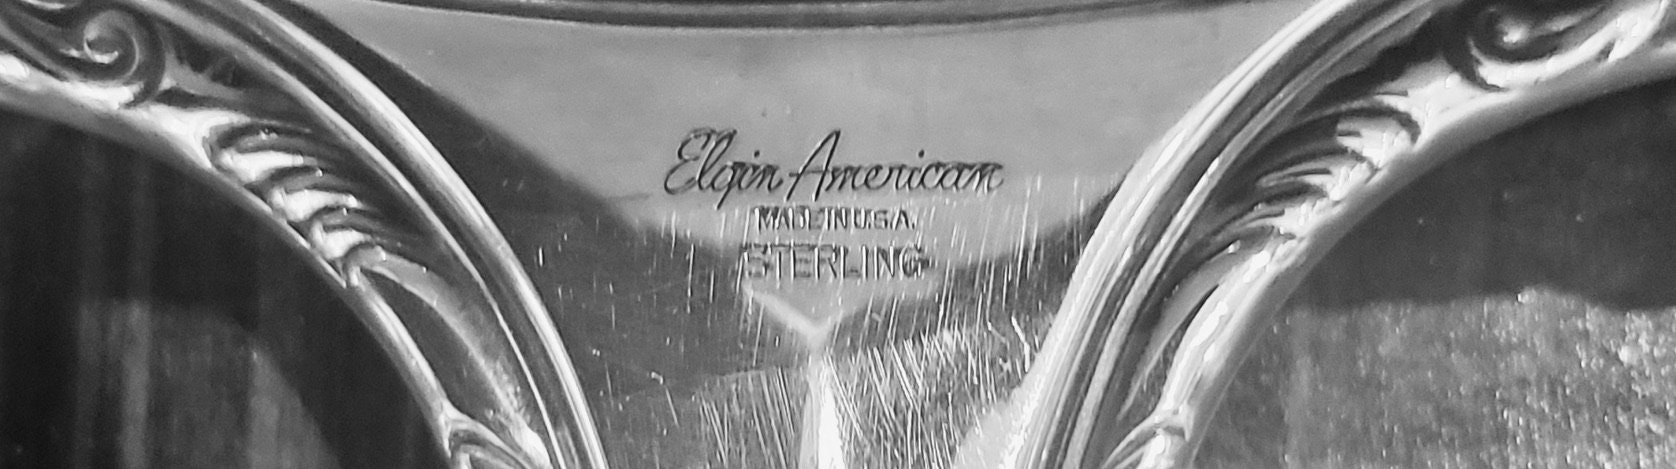 Elgin American
MADE IN U.S.A.
STERLING